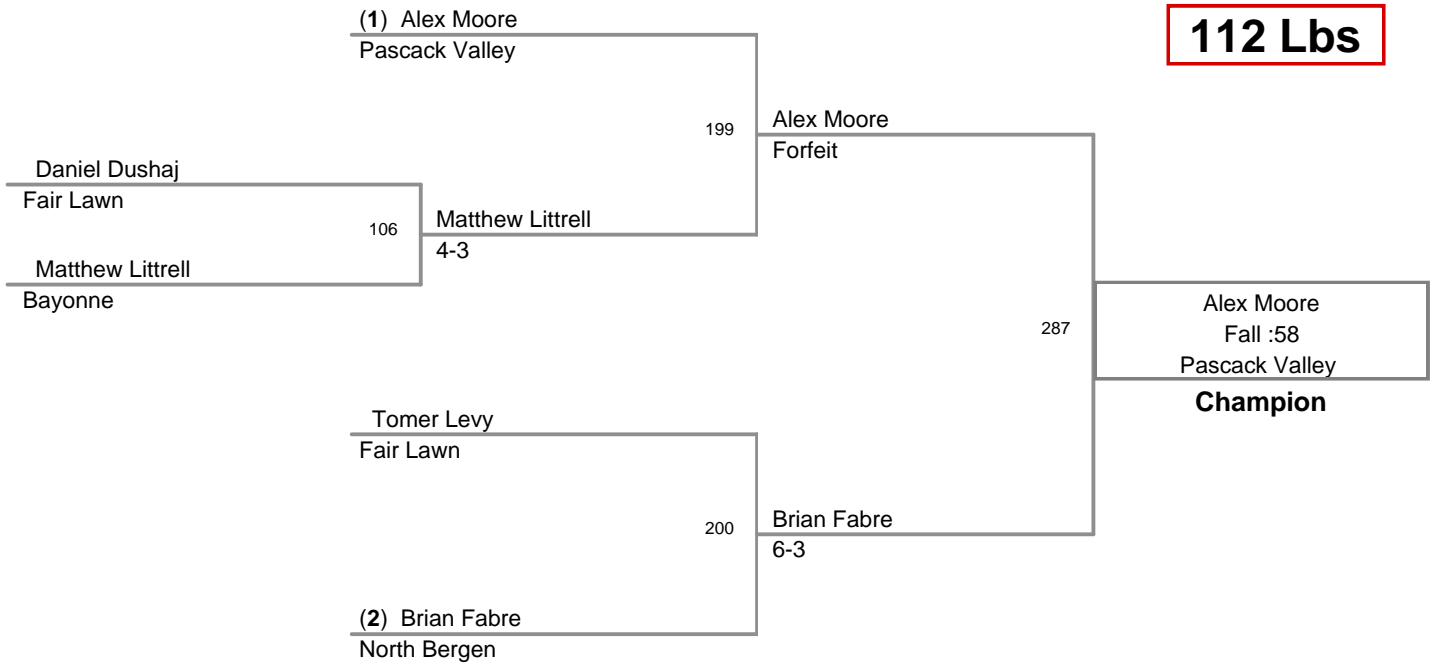 (1) Alex Moore
Pascack Valley
112 Lbs
199
Alex Moore
Forfeit
Daniel Dushaj
Fair Lawn
106
Matthew Littrell
4-3
Matthew Littrell
Bayonne
287
Alex Moore
Fall :58
Pascack Valley
Champion
Tomer Levy
Fair Lawn
200
Brian Fabre
6-3
(2) Brian Fabre
North Bergen